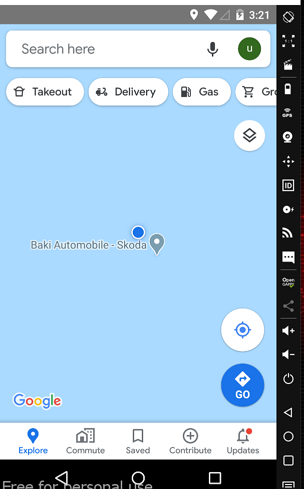 3:21
Search here
u
Takeout
Delivery
Gas
Gro
Baki Automobile - Skoda
GO
Google
Explore
Commute
Saved
Contribute
Updates
Free for personal use
GPS
ID